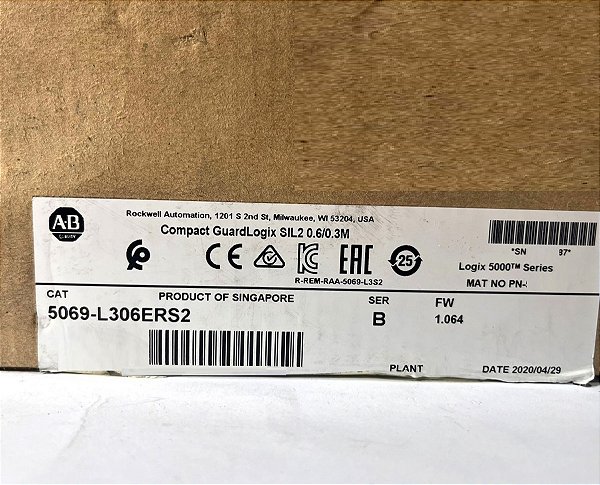 A·B
Rockwell Automation, 1201 S 2nd St, Milwaukee, WI 53204, USA
Compact GuardLogix SIL2 0.6/0.3M
CE
EAC
25
R-REM-RAA-5069-L3S2
*SN 87*
Logix 5000™ Series
MAT NO PN-
CAT
PRODUCT OF SINGAPORE
SER
FW
5069-L306ERS2
B
1.064
PLANT
DATE 2020/04/29